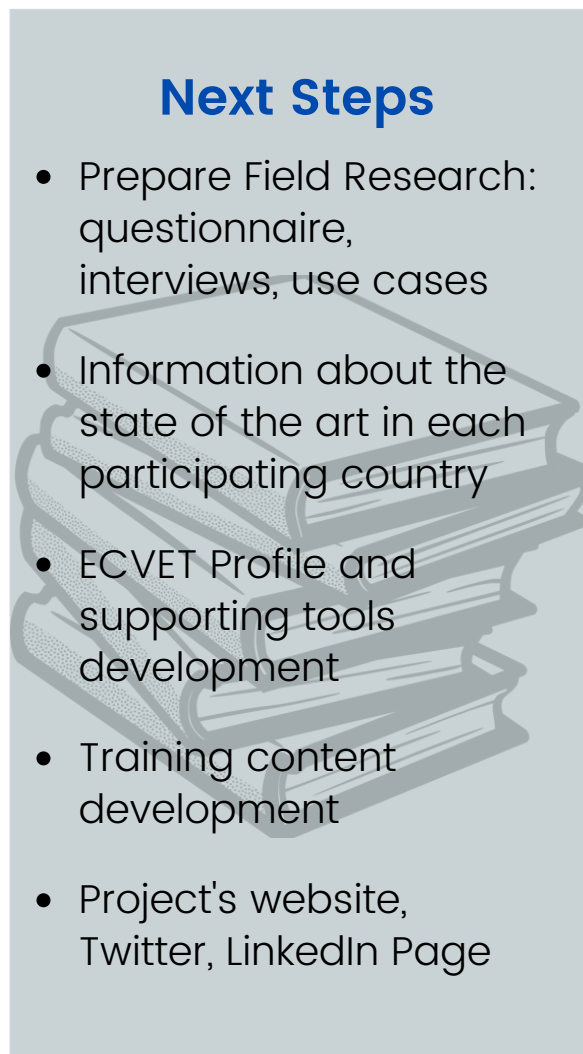 Next Steps
• Prepare Field Research:
questionnaire,
interviews, use cases
• Information about the
state of the art in each
participating country
• ECVET Profile and
supporting tools
development
• Training content
development
• Project's website,
Twitter, LinkedIn Page